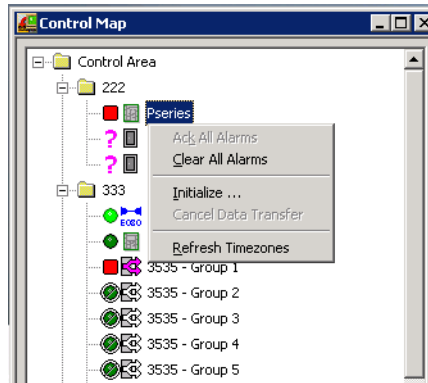 Control Map
Control Area
222
Pseries
Ack All Alarms
Clear All Alarms
Initialize ...
Cancel Data Transfer
Refresh Timezones
333
3535 - Group 1
3535 - Group 2
3535 - Group 3
3535 - Group 4
3535 - Group 5